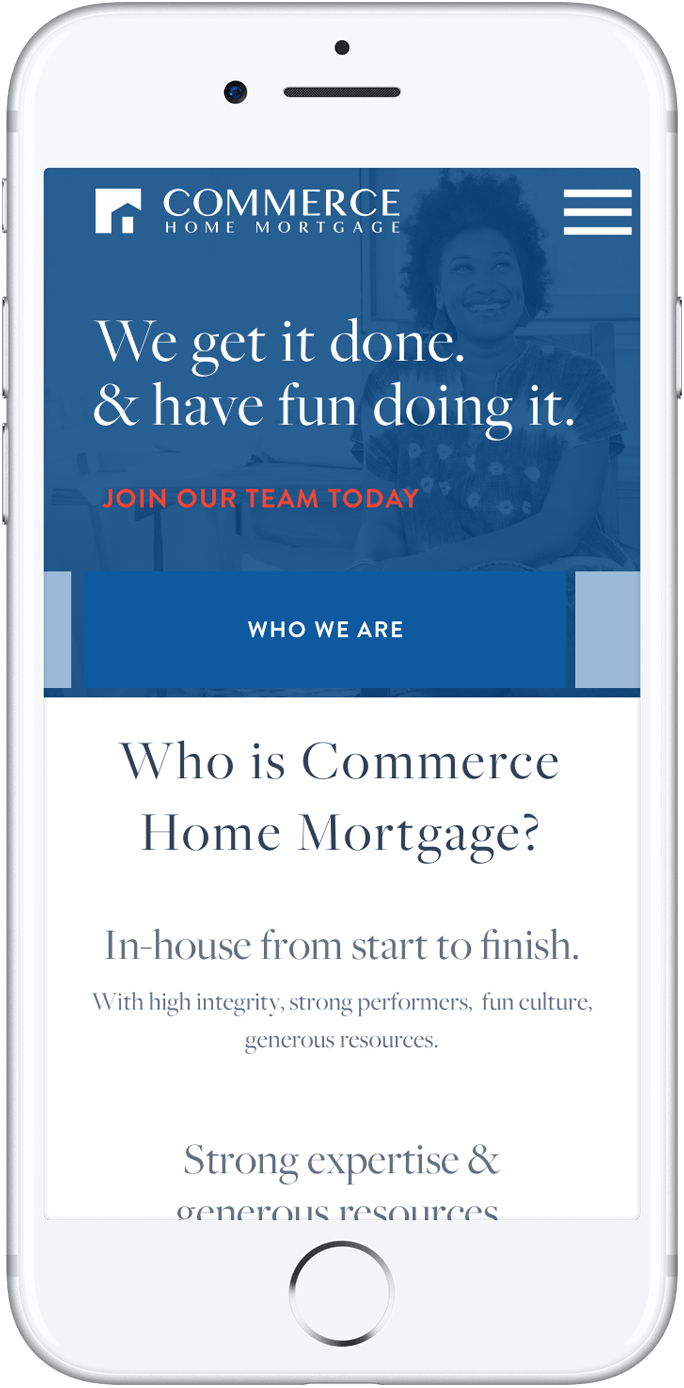 COMMERCE
HOME MORTGAGE
We get it done.
& have fun doing it.
JOIN OUR TEAM TODAY
WHO WE ARE
Who is Commerce
Home Mortgage?
In-house from start to finish.
With high integrity, strong performers,  fun culture,
generous resources.
Strong expertise &
generous resources